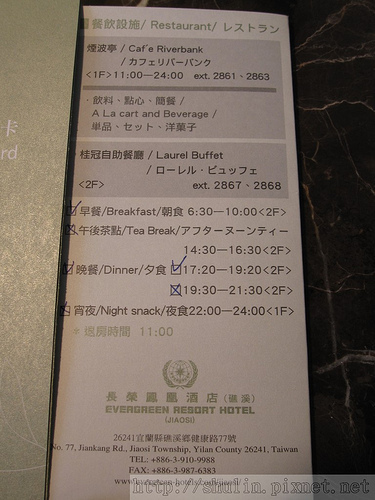 餐飲設施/ Restaurant/ レストラン
煙波亭 / Caf'e Riverbank
/ カフェリバーバンク
<1F>11:00—24:00 ext. 2861、2863
‧飲料、點心、簡餐 /
A La cart and Beverage /
単品、セット、洋菓子
桂冠自助餐廳 / Laurel Buffet
/ ローレル・ビュッフェ
<2F> ext. 2867、2868
早餐/Breakfast/朝食 6:30—10:00<2F>
午後茶點/Tea Break/アフターヌーンティー
14:30—16:30<2F>
晚餐/Dinner/夕食 17:20—19:20<2F>
19:30—21:30<2F>
宵夜/Night snack/夜食22:00—24:00<1F>
* 退房時間 11:00
長榮鳳凰酒店(礁溪)
EVERGREEN RESORT HOTEL
(JIAOSI)
26241宜蘭縣礁溪鄉健康路77號
No. 77, Jiankang Rd., Jiaosi Township, Yilan County 26241, Taiwan
TEL: +886-3-910-9988
FAX: +886-3-987-6383
卡
rd
http://shufin.pixnet.net